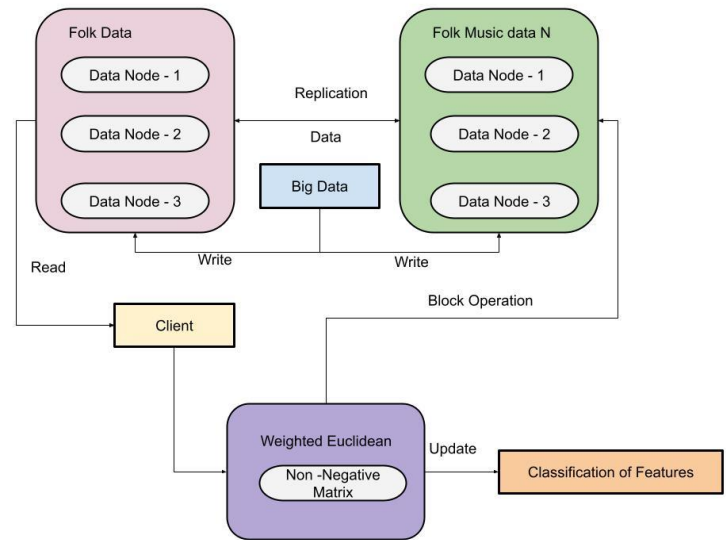 Folk Data
Data Node - 1
Data Node - 2
Data Node - 3
Folk Music data N
Data Node - 1
Data Node - 2
Data Node - 3
Replication
Data
Big Data
Write
Write
Read
Client
Block Operation
Weighted Euclidean
Non -Negative
Matrix
Update
Classification of Features